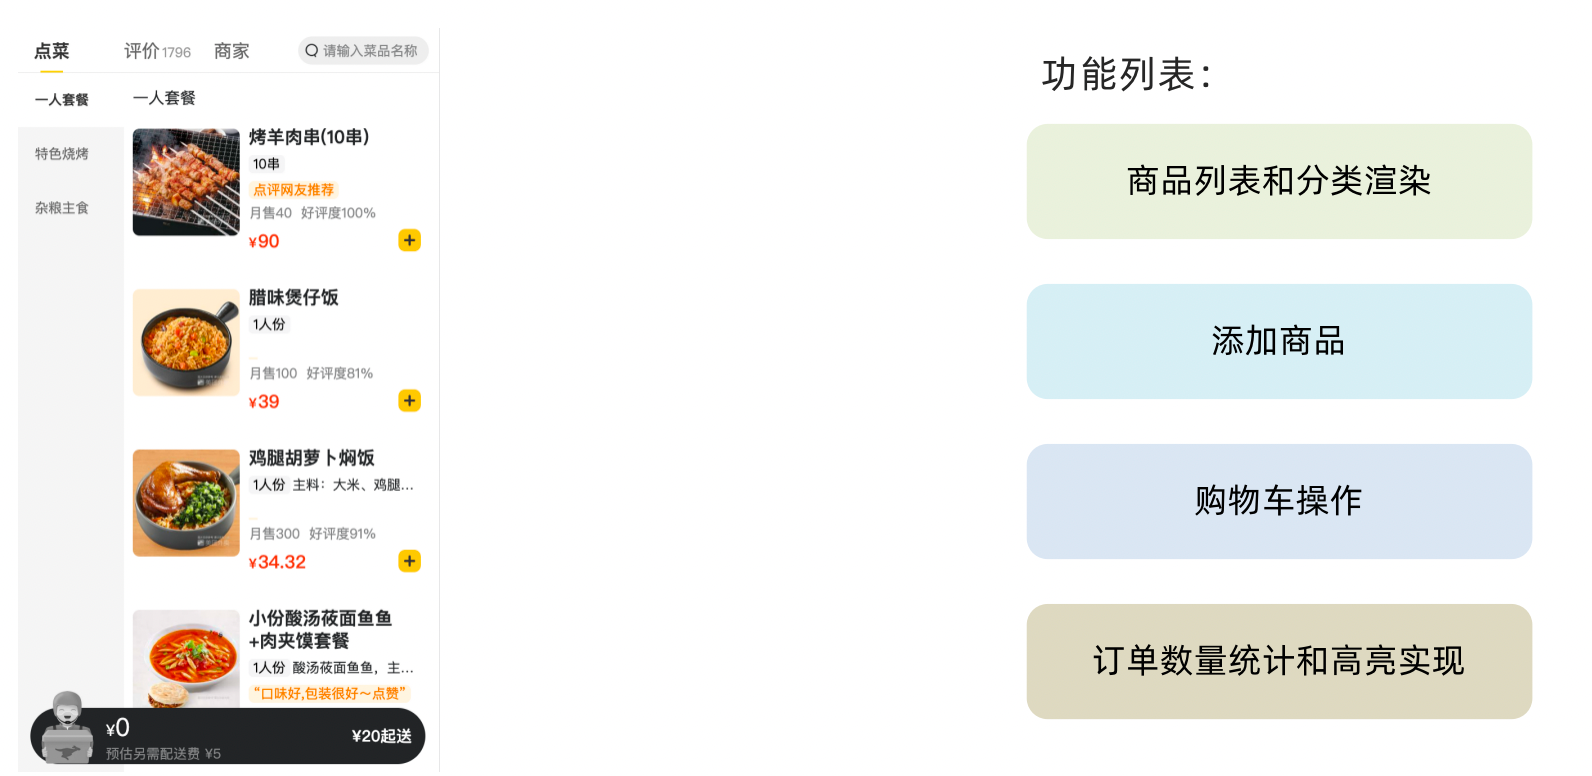 点菜
评价1796
商家
请输入菜品名称
一人套餐
特色烧烤
杂粮主食
一人套餐
烤羊肉串(10串)
10串
点评网友推荐
月售40 好评度100%
¥90
腊味煲仔饭
1人份
月售100 好评度81%
¥39
鸡腿胡萝卜焖饭
1人份 主料：大米、鸡腿...
月售300 好评度91%
¥34.32
小份酸汤莜面鱼鱼
+肉夹馍套餐
1人份 酸汤莜面鱼鱼，主...
“口味好,包装很好～点赞”
¥0
预估另需配送费 ¥5
¥20起送
功能列表：
商品列表和分类渲染
添加商品
购物车操作
订单数量统计和高亮实现